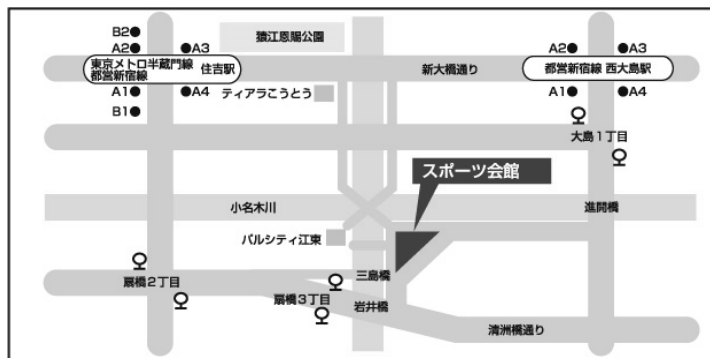 B2
A2
A3
猿江恩賜公園
A2
A3
東京メトロ半蔵門線
都営新宿線
住吉駅
新大橋通り
都営新宿線 西大島駅
A1
A4
ティアラこうとう
A1
A4
B1
大島1丁目
スポーツ会館
小名木川
進開橋
パルシティ江東
扇橋2丁目
三島橋
扇橋3丁目
岩井橋
清洲橋通り